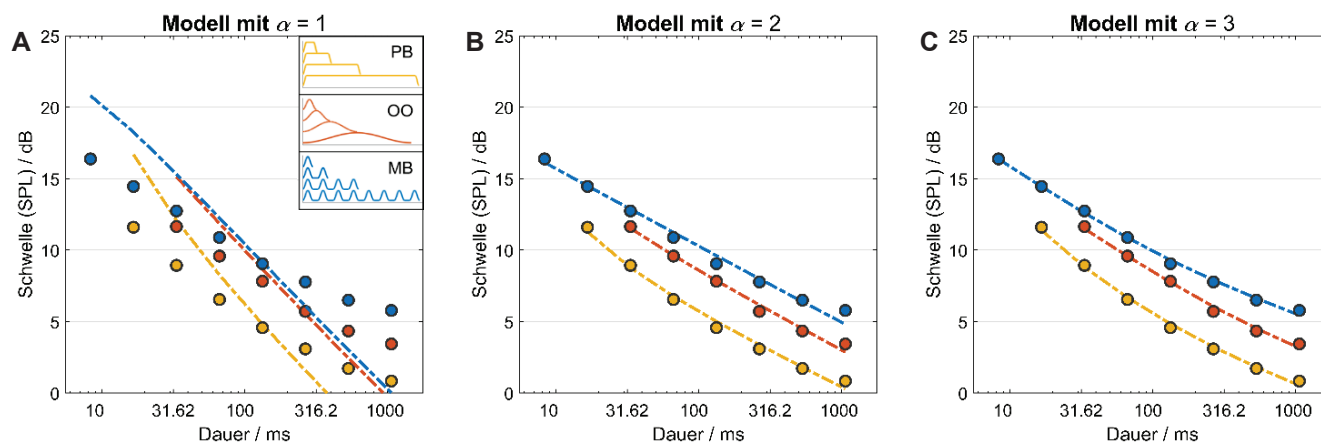 Modell mit α = 1
A
25
20
15
10
5
0
Schwelle (SPL) / dB
PB
OO
MB
10 31.62 100 316.2 1000
Dauer / ms
Modell mit α = 2
B
25
20
15
10
5
0
Schwelle (SPL) / dB
10 31.62 100 316.2 1000
Dauer / ms
Modell mit α = 3
C
25
20
15
10
5
0
Schwelle (SPL) / dB
10 31.62 100 316.2 1000
Dauer / ms